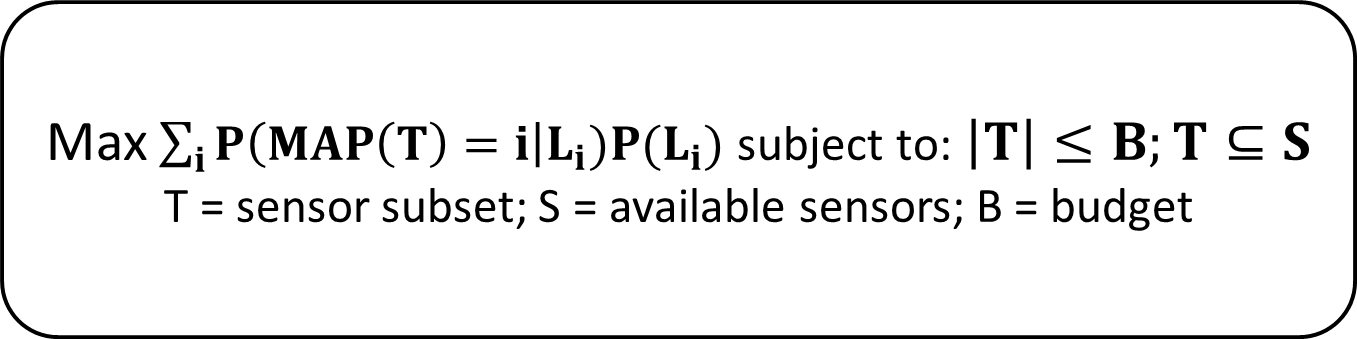 Max ∑ᵢ P(MAP(T) = i|Lᵢ)P(Lᵢ) subject to: |T| ≤ B; T ⊆ S
T = sensor subset; S = available sensors; B = budget